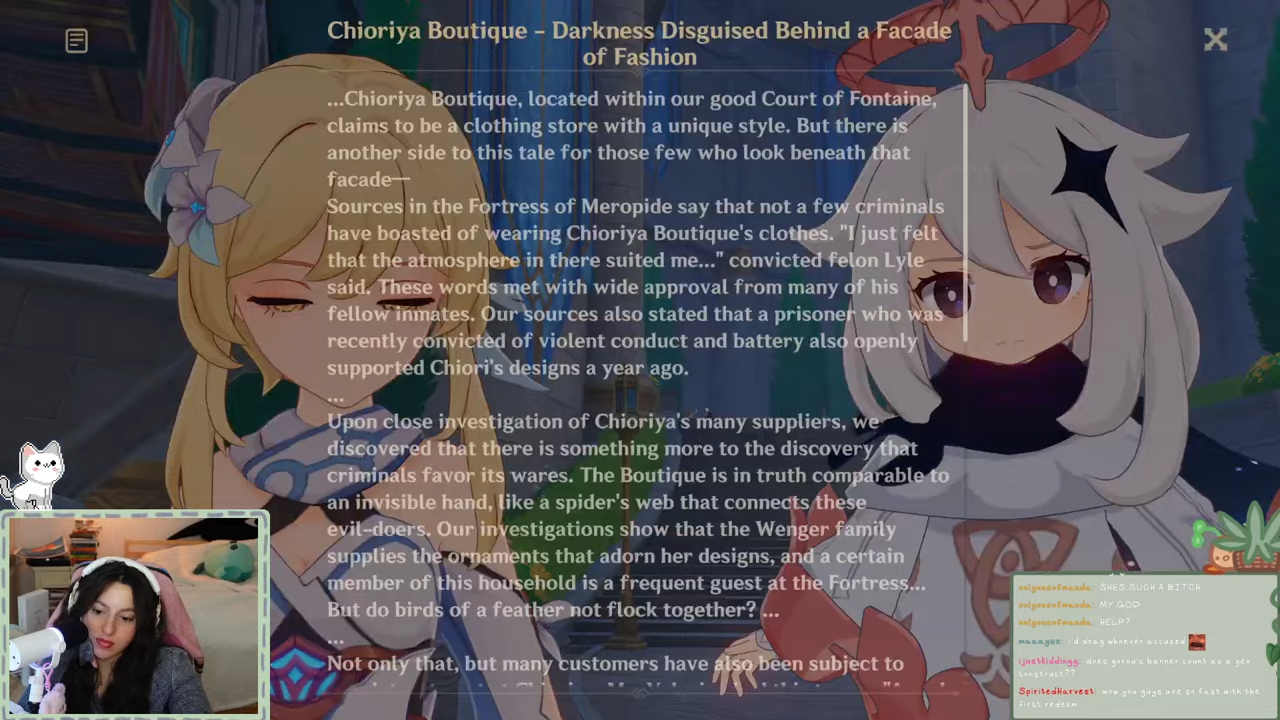 Chioriya Boutique – Darkness Disguised Behind a Facade
of Fashion
...Chioriya Boutique, located within our good Court of Fontaine,
claims to be a clothing store with a unique style. But there is
another side to this tale for those few who look beneath that
facade—
Sources in the Fortress of Meropide say that not a few criminals
have boasted of wearing Chioriya Boutique's clothes. "I just felt
that the atmosphere in there suited me..." convicted felon Lyle
said. These words met with wide approval from many of his
fellow inmates. Our sources also stated that a prisoner who was
recently convicted of violent conduct and battery also openly
supported Chiori's designs a year ago.
...
Upon close investigation of Chioriya's many suppliers, we
discovered that there is something more to the discovery that
criminals favor its wares. The Boutique is in truth comparable to
an invisible hand, like a spider's web that connects these
evil-doers. Our investigations show that the Wenger family
supplies the ornaments that adorn her designs, and a certain
member of this household is a frequent guest at the Fortress...
But do birds of a feather not flock together? ...
...
Not only that, but many customers have also been subject to
onlyoneofmanda: SHES SUCH A BITCH
onlyoneofmanda: MY GOD
onlyoneofmanda: HELP?
maaayux: i'd drag whoever accused
ijustkiddingg: does gorou's banner count as a geo
construct??
SpiritedHarvest: wow you guys are so fast with the
first redeem...